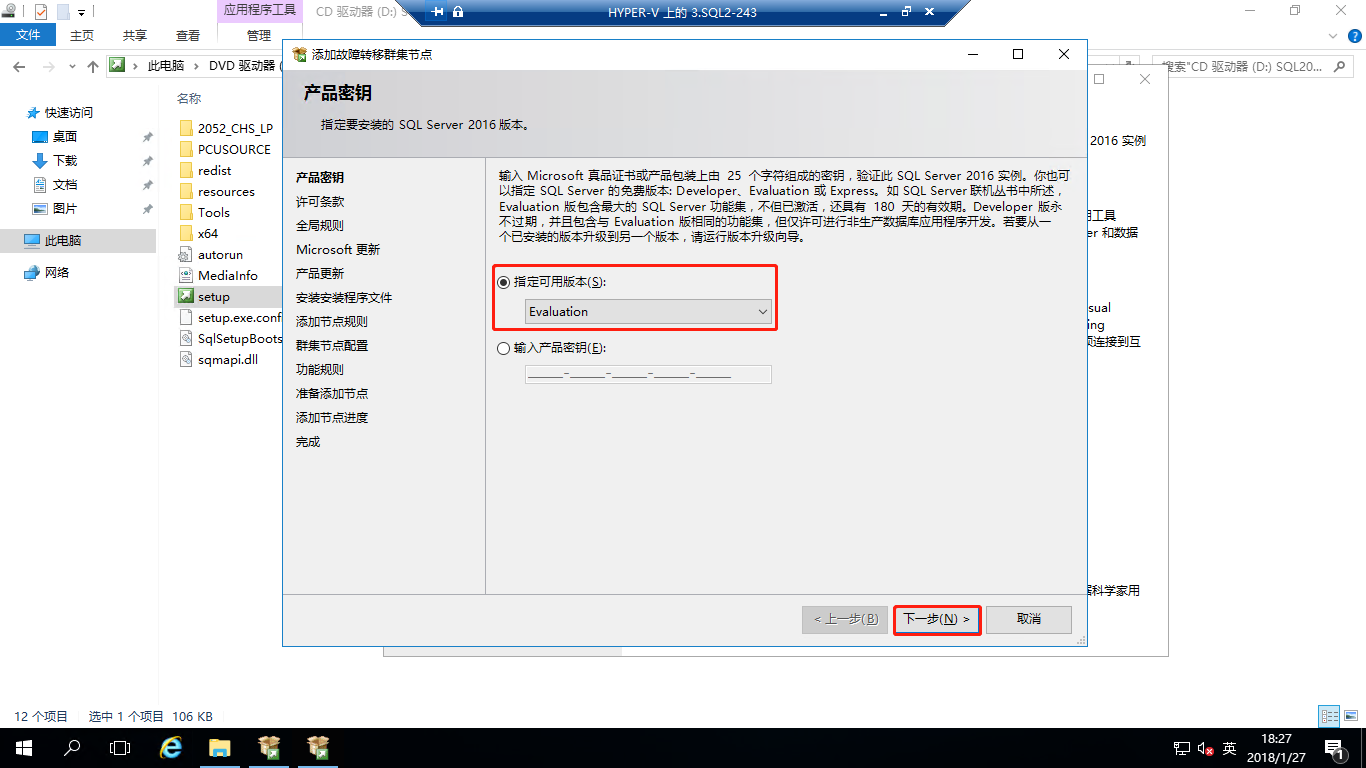 应用程序工具
CD 驱动器 (D:) S
HYPER-V 上的 3.SQL2-243
文件
主页
共享
查看
管理
此电脑
DVD 驱动器 (
搜索"CD 驱动器 (D:) SQL20...
快速访问
桌面
下载
文档
图片
此电脑
网络
名称
2052_CHS_LP
PCUSOURCE
redist
resources
Tools
x64
autorun
MediaInfo
setup
setup.exe.conf
SqlSetupBoots
sqmapi.dll
添加故障转移群集节点
产品密钥
指定要安装的 SQL Server 2016 版本。
产品密钥
许可条款
全局规则
Microsoft 更新
产品更新
安装安装程序文件
添加节点规则
群集节点配置
功能规则
准备添加节点
添加节点进度
完成
输入 Microsoft 真品证书或产品包装上由 25 个字符组成的密钥，验证此 SQL Server 2016 实例。你也可
以指定 SQL Server 的免费版本: Developer、Evaluation 或 Express。如 SQL Server 联机丛书中所述，
Evaluation 版包含最大的 SQL Server 功能集，不但已激活，还具有 180 天的有效期。Developer 版永
不过期，并且包含与 Evaluation 版相同的功能集，但仅许可进行非生产数据库应用程序开发。若要从一
个已安装的版本升级到另一个版本，请运行版本升级向导。
指定可用版本(S):
Evaluation
输入产品密钥(E):
_____-_____-_____-_____-_____
< 上一步(B)
下一步(N) >
取消
2016 实例
工具
er 和数据
sual
ing
连接到互
科学家用
12 个项目
选中 1 个项目 106 KB
英
18:27
2018/1/27
1